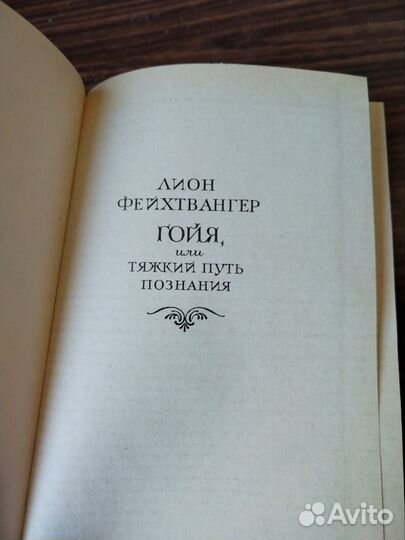 ЛИОН
ФЕЙХТВАНГЕР
ГОЙЯ,
или
ТЯЖКИЙ ПУТЬ
ПОЗНАНИЯ
Avito